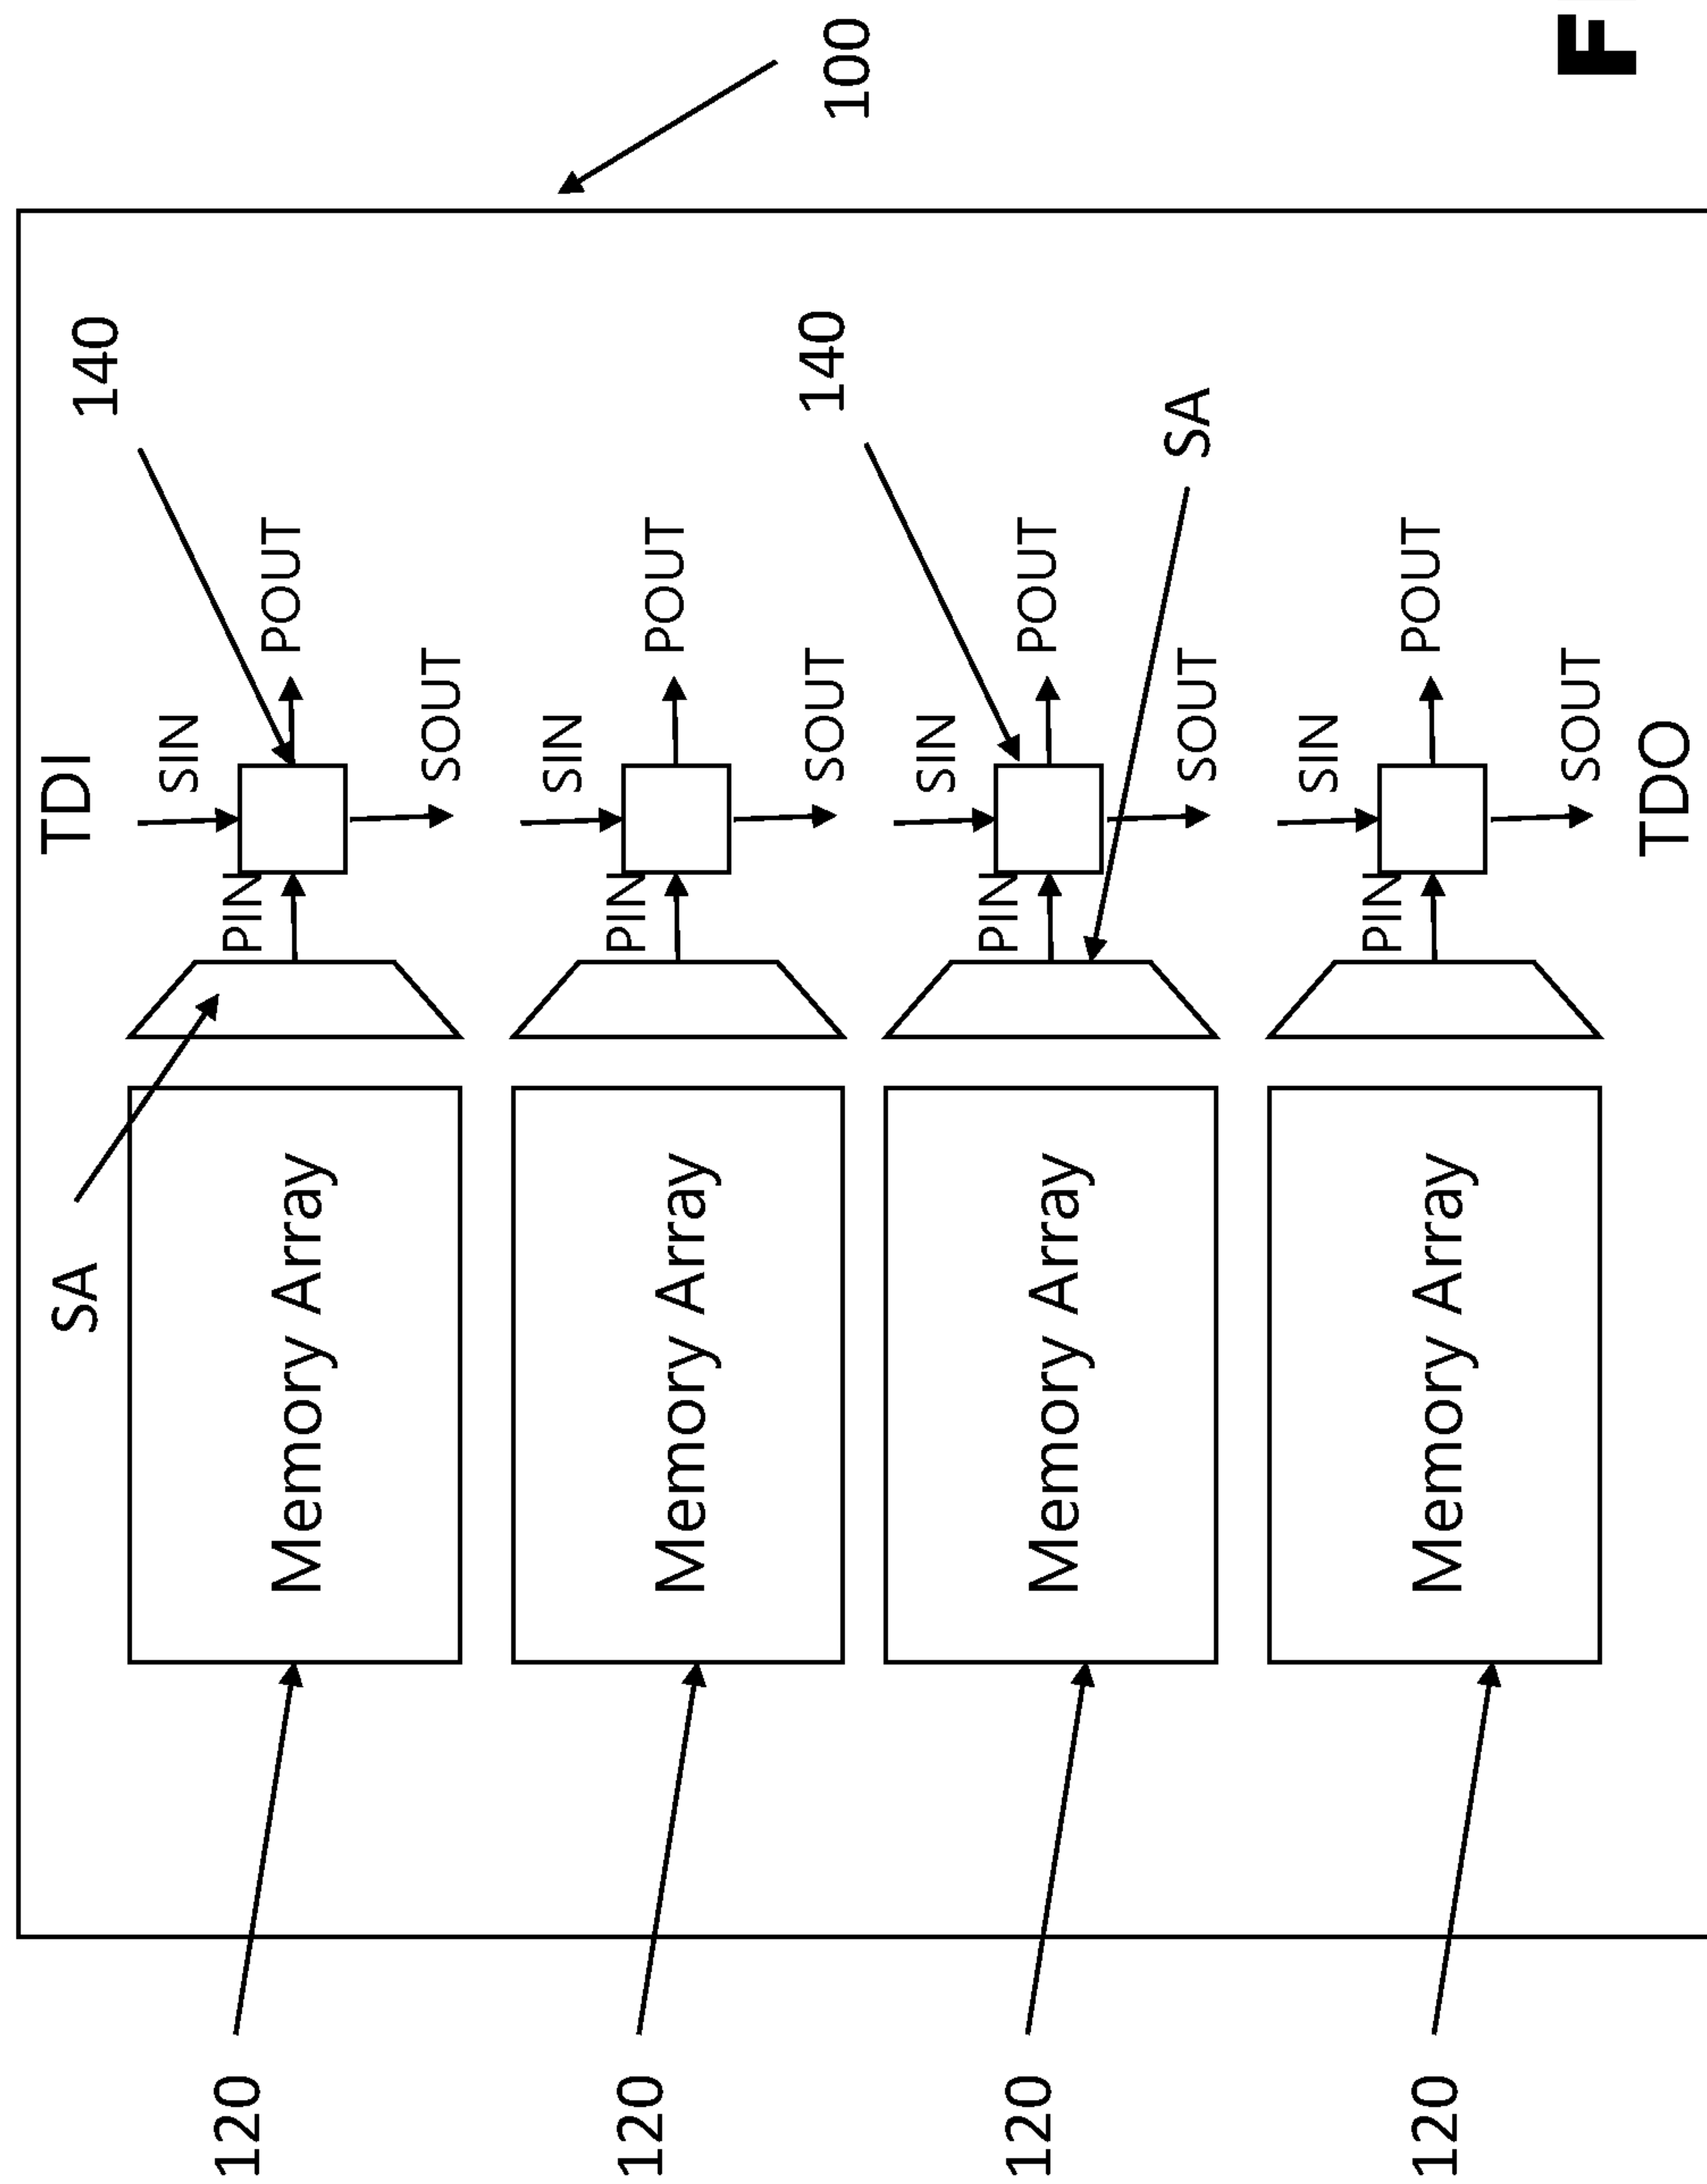 SA
TDI
140
SIN
120
PIN
Memory Array
POUT
SOUT
SIN
120
PIN
Memory Array
POUT
SOUT
140
100
SIN
120
PIN
Memory Array
POUT
SOUT
SA
SIN
120
PIN
Memory Array
POUT
SOUT
TDO
F